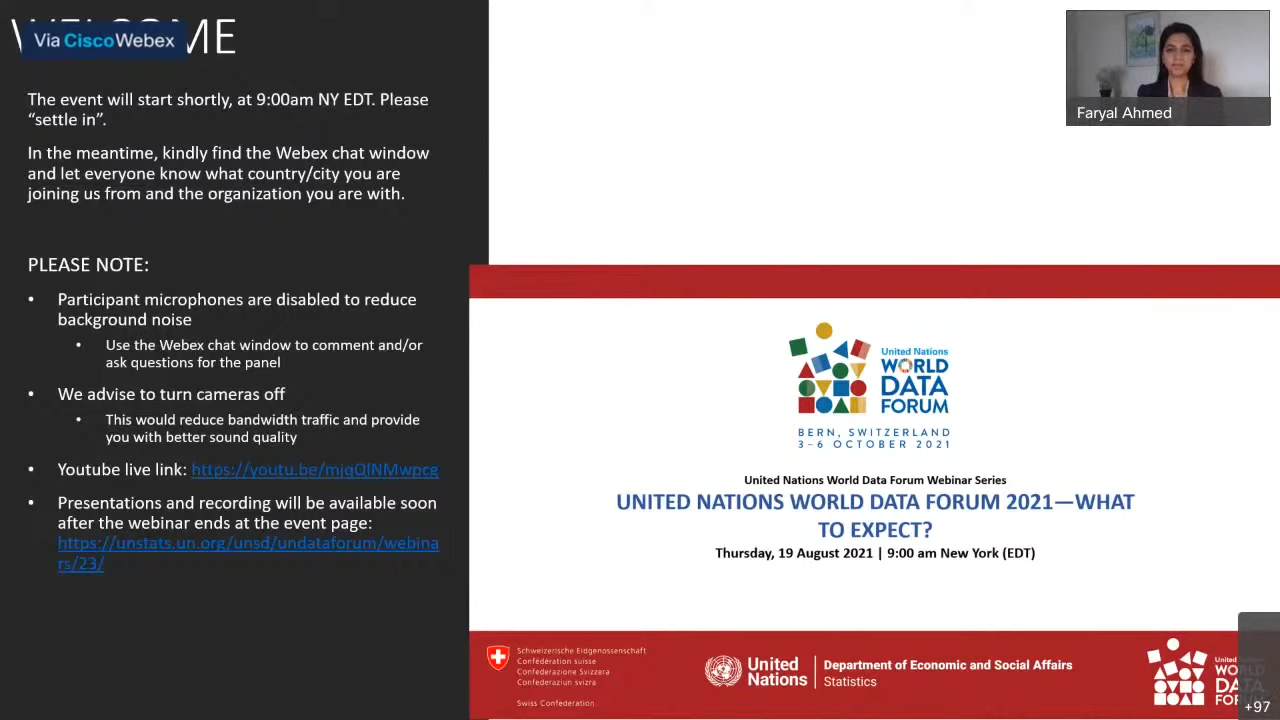 WELCOME
Via Cisco Webex
The event will start shortly, at 9:00am NY EDT. Please
“settle in”.
In the meantime, kindly find the Webex chat window
and let everyone know what country/city you are
joining us from and the organization you are with.
PLEASE NOTE:
• Participant microphones are disabled to reduce
background noise
• Use the Webex chat window to comment and/or
ask questions for the panel
• We advise to turn cameras off
• This would reduce bandwidth traffic and provide
you with better sound quality
• Youtube live link: https://youtu.be/mjqQlNMwpcg
• Presentations and recording will be available soon
after the webinar ends at the event page:
https://unstats.un.org/unsd/undataforum/webina
rs/23/
Faryal Ahmed
United Nations
WORLD
DATA
FORUM
BERN, SWITZERLAND
3-6 OCTOBER 2021
United Nations World Data Forum Webinar Series
UNITED NATIONS WORLD DATA FORUM 2021—WHAT
TO EXPECT?
Thursday, 19 August 2021 | 9:00 am New York (EDT)
Schweizerische Eidgenossenschaft
Confédération suisse
Confederazione Svizzera
Confederaziun svizra
Swiss Confederation
United
Nations
Department of Economic and Social Affairs
Statistics
+97